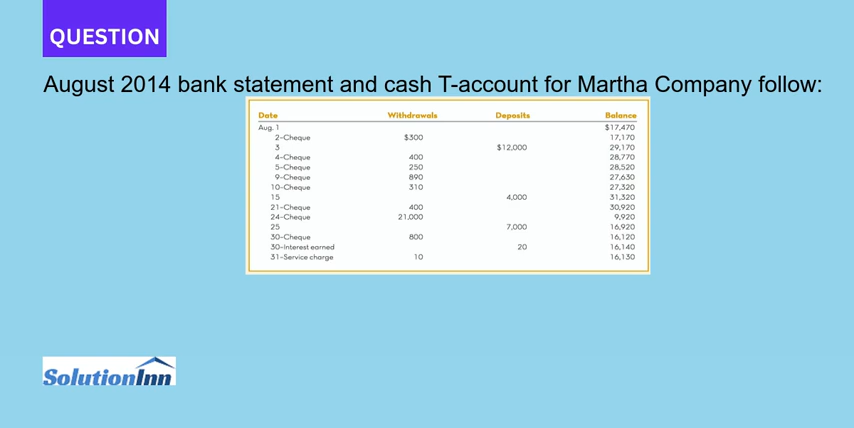 QUESTION
August 2014 bank statement and cash T-account for Martha Company follow:
Date Withdrawals Deposits Balance
Aug. 1 $17,470
2-Cheque $300 17,170
3 $12,000 29,170
4-Cheque 400 28,770
5-Cheque 250 28,520
9-Cheque 890 27,630
10-Cheque 310 27,320
15 4,000 31,320
21-Cheque 400 30,920
24-Cheque 21,000 9,920
25 7,000 16,920
30-Cheque 800 16,120
30-Interest earned 20 16,140
31-Service charge 10 16,130
SolutionInn